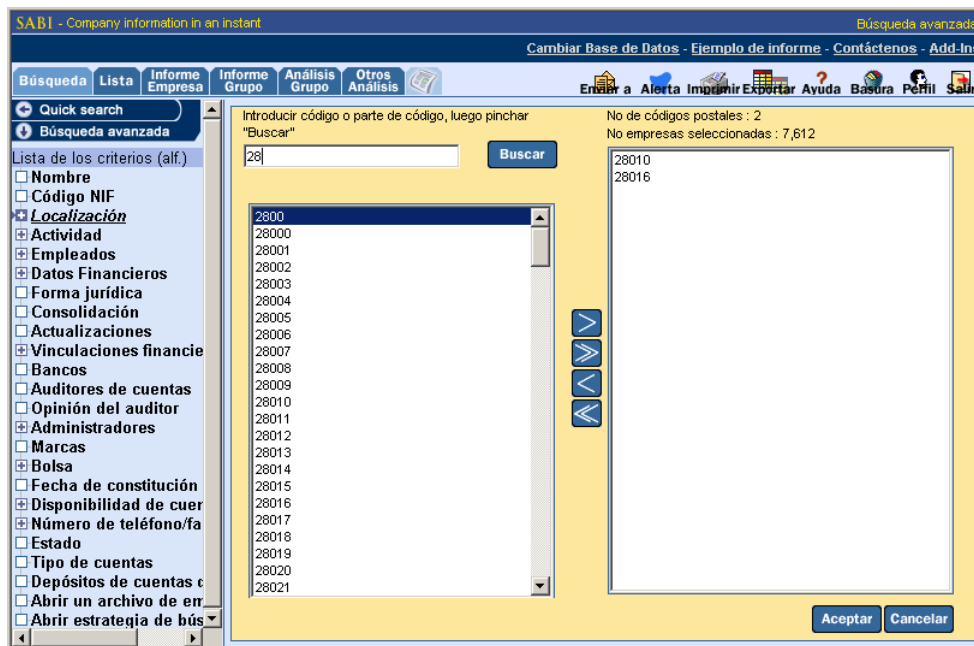 SABI - Company information in an instant
Búsqueda avanzada
Cambiar Base de Datos - Ejemplo de informe - Contáctenos - Add-Ins
Búsqueda
Lista
Informe Empresa
Informe Grupo
Análisis Grupo
Otros Análisis
Enviar a
Alerta
Imprimir
Exportar
Ayuda
Basura
Perfil
Salir
Quick search
Búsqueda avanzada
Lista de los criterios (alf.)
Nombre
Código NIF
Localización
Actividad
Empleados
Datos Financieros
Forma jurídica
Consolidación
Actualizaciones
Vinculaciones financie
Bancos
Auditores de cuentas
Opinión del auditor
Administradores
Marcas
Bolsa
Fecha de constitución
Disponibilidad de cuer
Número de teléfono/fa
Estado
Tipo de cuentas
Depósitos de cuentas c
Abrir un archivo de em
Abrir estrategia de bús
Introducir código o parte de código, luego pinchar
"Buscar"
28
Buscar
2800
28000
28001
28002
28003
28004
28005
28006
28007
28008
28009
28010
28011
28012
28013
28014
28015
28016
28017
28018
28019
28020
28021
No de códigos postales : 2
No empresas seleccionadas : 7,612
28010
28016
Aceptar
Cancelar